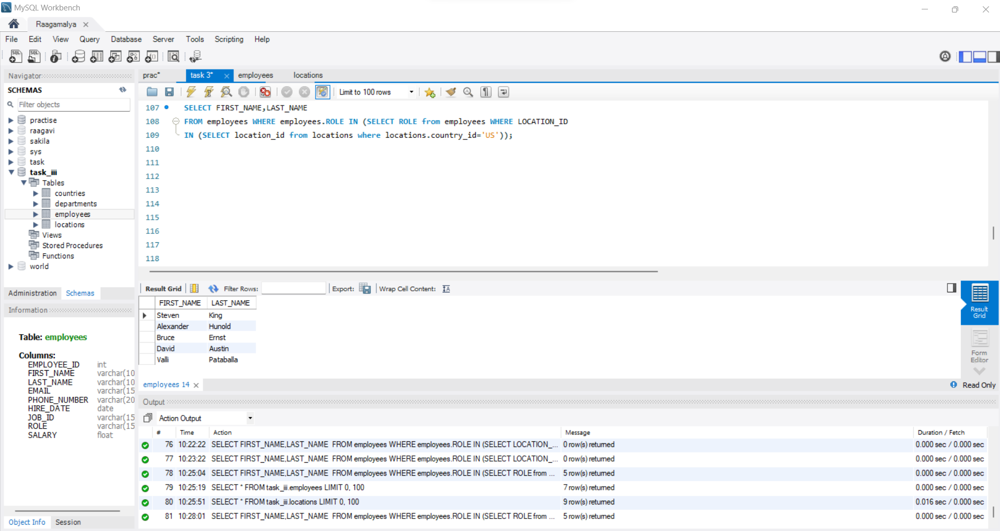 MySQL Workbench
Raagamalya
File Edit View Query Database Server Tools Scripting Help
Navigator
SCHEMAS
Filter objects
practise
raagavi
sakila
sys
task
task_iii
Tables
countries
departments
employees
locations
Views
Stored Procedures
Functions
world
Administration Schemas
Information
Table: employees
Columns:
EMPLOYEE_ID int
FIRST_NAME varchar(10
LAST_NAME varchar(10
EMAIL varchar(15
PHONE_NUMBER varchar(20
HIRE_DATE date
JOB_ID varchar(15
ROLE varchar(15
SALARY float
Object Info Session
prac* task 3* employees locations
Limit to 100 rows
107 SELECT FIRST_NAME,LAST_NAME
108 FROM employees WHERE employees.ROLE IN (SELECT ROLE from employees WHERE LOCATION_ID
109 IN (SELECT location_id from locations where locations.country_id='US'));
110
111
112
113
114
115
116
117
118
Result Grid Filter Rows: Export: Wrap Cell Content:
FIRST_NAME LAST_NAME
Steven King
Alexander Hunold
Bruce Ernst
David Austin
Valli Pataballa
Result Grid
Form Editor
employees 14 Read Only
Output
Action Output
# Time Action Message Duration / Fetch
76 10:22:22 SELECT FIRST_NAME,LAST_NAME FROM employees WHERE employees.ROLE IN (SELECT LOCATION_... 0 row(s) returned 0.000 sec / 0.000 sec
77 10:23:22 SELECT FIRST_NAME,LAST_NAME FROM employees WHERE employees.ROLE IN (SELECT LOCATION_... 0 row(s) returned 0.000 sec / 0.000 sec
78 10:25:04 SELECT FIRST_NAME,LAST_NAME FROM employees WHERE employees.ROLE IN (SELECT ROLE from ... 5 row(s) returned 0.000 sec / 0.000 sec
79 10:25:19 SELECT * FROM task_iii.employees LIMIT 0, 100 7 row(s) returned 0.000 sec / 0.000 sec
80 10:25:51 SELECT * FROM task_iii.locations LIMIT 0, 100 9 row(s) returned 0.016 sec / 0.000 sec
81 10:28:01 SELECT FIRST_NAME,LAST_NAME FROM employees WHERE employees.ROLE IN (SELECT ROLE from ... 5 row(s) returned 0.000 sec / 0.000 sec